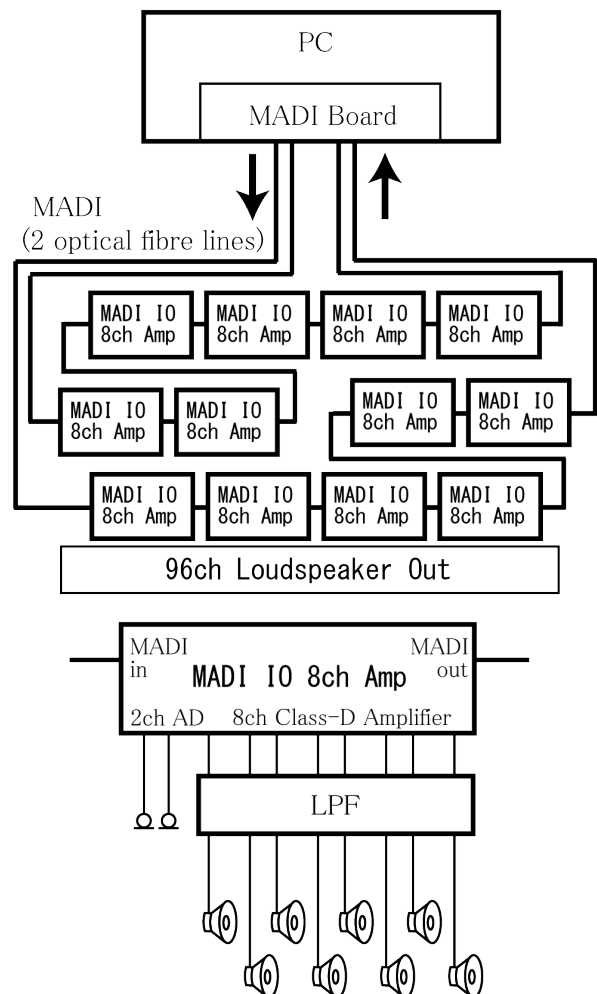 PC
MADI Board
MADI
(2 optical fibre lines)
MADI IO
8ch Amp
MADI IO
8ch Amp
MADI IO
8ch Amp
MADI IO
8ch Amp
MADI IO
8ch Amp
MADI IO
8ch Amp
MADI IO
8ch Amp
MADI IO
8ch Amp
MADI IO
8ch Amp
MADI IO
8ch Amp
MADI IO
8ch Amp
MADI IO
8ch Amp
96ch Loudspeaker Out
MADI
in
MADI
out
MADI IO 8ch Amp
2ch AD
8ch Class-D Amplifier
LPF